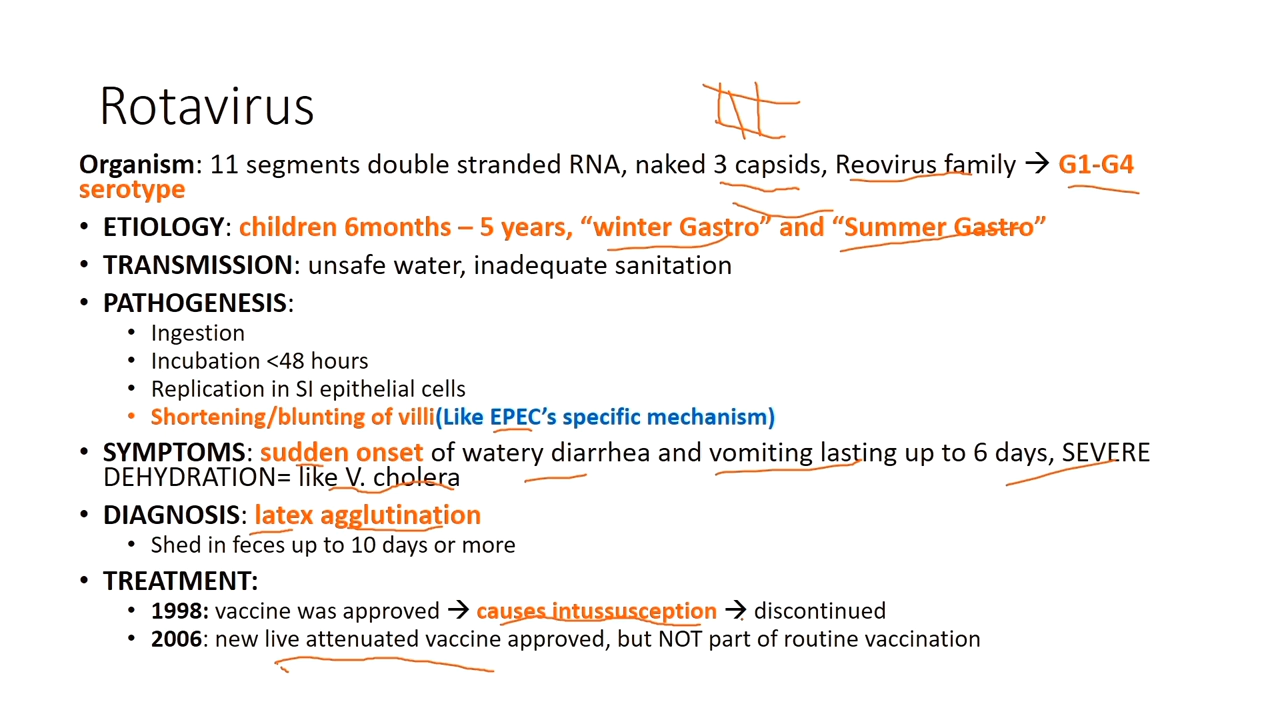 Rotavirus
Organism: 11 segments double stranded RNA, naked 3 capsids, Reovirus family → G1-G4
serotype
• ETIOLOGY: children 6months – 5 years, “winter Gastro” and “Summer Gastro”
• TRANSMISSION: unsafe water, inadequate sanitation
• PATHOGENESIS:
• Ingestion
• Incubation <48 hours
• Replication in SI epithelial cells
• Shortening/blunting of villi(Like EPEC’s specific mechanism)
• SYMPTOMS: sudden onset of watery diarrhea and vomiting lasting up to 6 days, SEVERE
DEHYDRATION= like V. cholera
• DIAGNOSIS: latex agglutination
• Shed in feces up to 10 days or more
• TREATMENT:
• 1998: vaccine was approved → causes intussusception → discontinued
• 2006: new live attenuated vaccine approved, but NOT part of routine vaccination